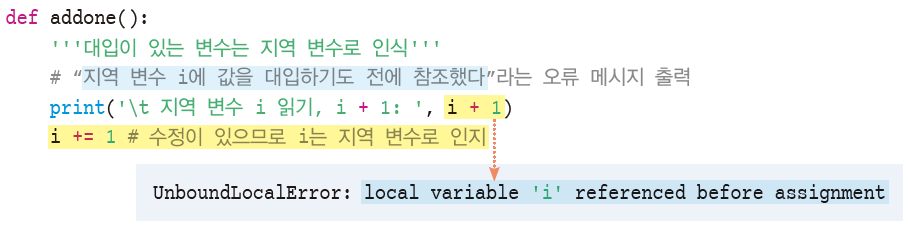 def addone():
'''대입이 있는 변수는 지역 변수로 인식'''
# “지역 변수 i에 값을 대입하기도 전에 참조했다”라는 오류 메시지 출력
print('\t 지역 변수 i 읽기, i + 1: ', i + 1)
i += 1 # 수정이 있으므로 i는 지역 변수로 인지
UnboundLocalError: local variable 'i' referenced before assignment